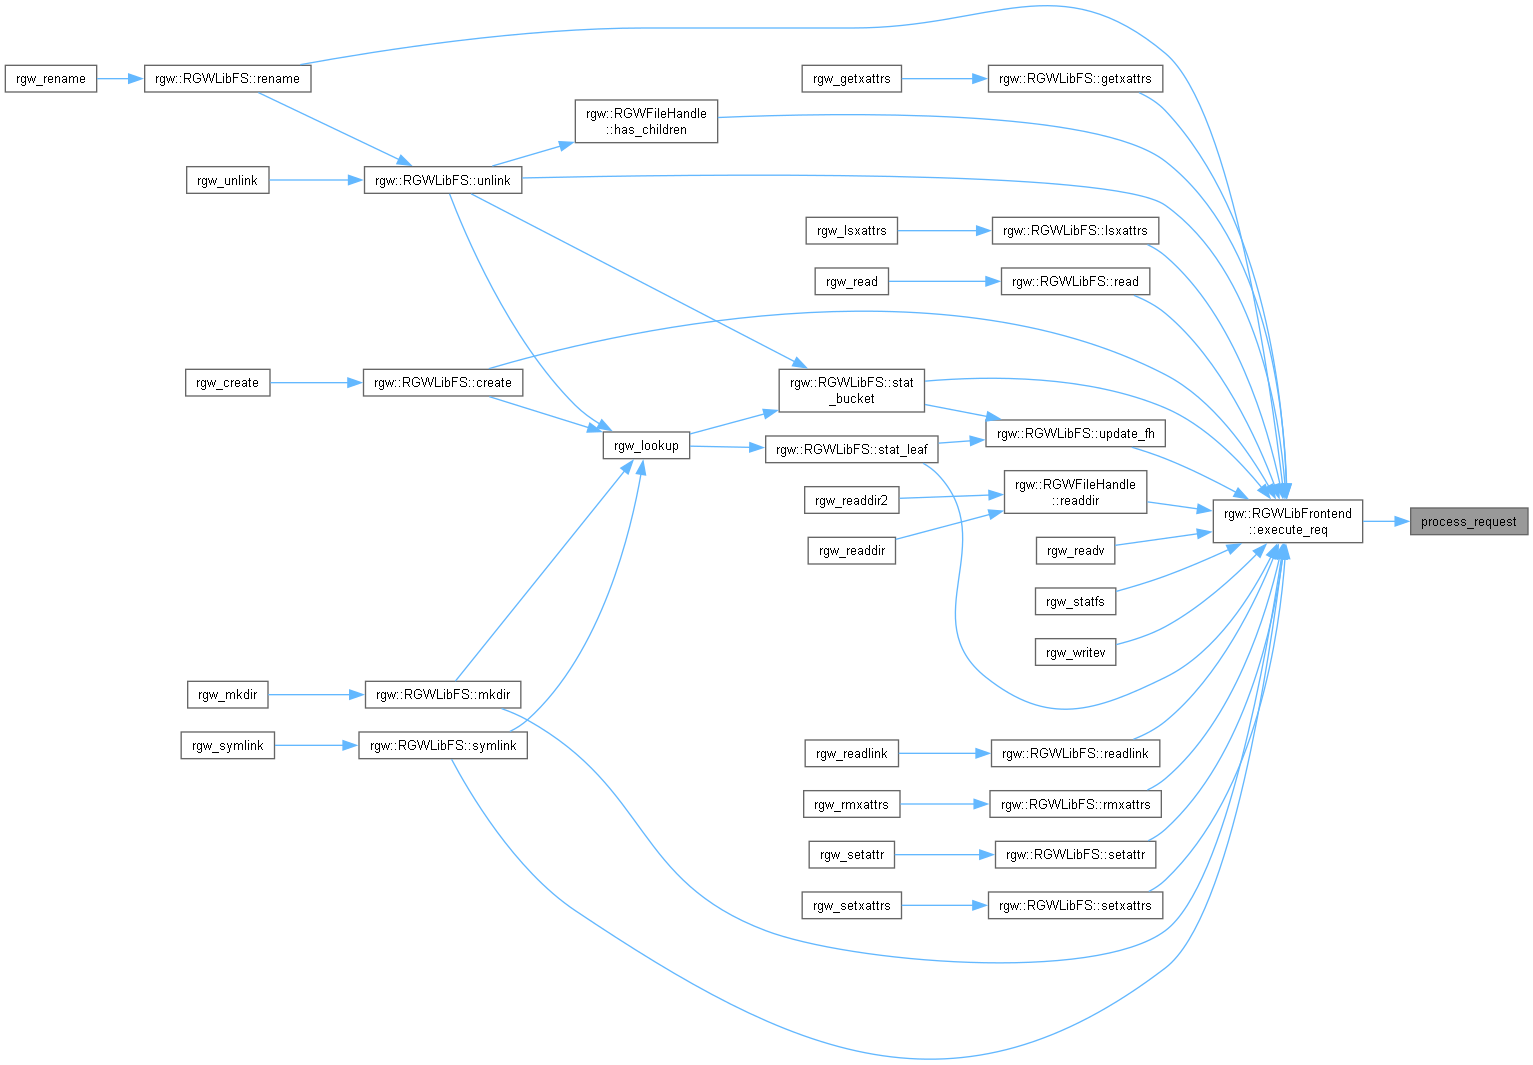 rgw_rename
rgw::RGWLibFS::rename
rgw_getxattrs
rgw::RGWLibFS::getxattrs
rgw::RGWFileHandle
::has_children
rgw_unlink
rgw::RGWLibFS::unlink
rgw_lsxattrs
rgw::RGWLibFS::lsxattrs
rgw_read
rgw::RGWLibFS::read
rgw_create
rgw::RGWLibFS::create
rgw::RGWLibFS::stat
_bucket
rgw_lookup
rgw::RGWLibFS::update_fh
rgw::RGWLibFS::stat_leaf
rgw_readdir2
rgw::RGWFileHandle
::readdir
rgw::RGWLibFrontend
::execute_req
process_request
rgw_readdir
rgw_readv
rgw_statfs
rgw_writev
rgw_mkdir
rgw::RGWLibFS::mkdir
rgw_symlink
rgw::RGWLibFS::symlink
rgw_readlink
rgw::RGWLibFS::readlink
rgw_rmxattrs
rgw::RGWLibFS::rmxattrs
rgw_setattr
rgw::RGWLibFS::setattr
rgw_setxattrs
rgw::RGWLibFS::setxattrs